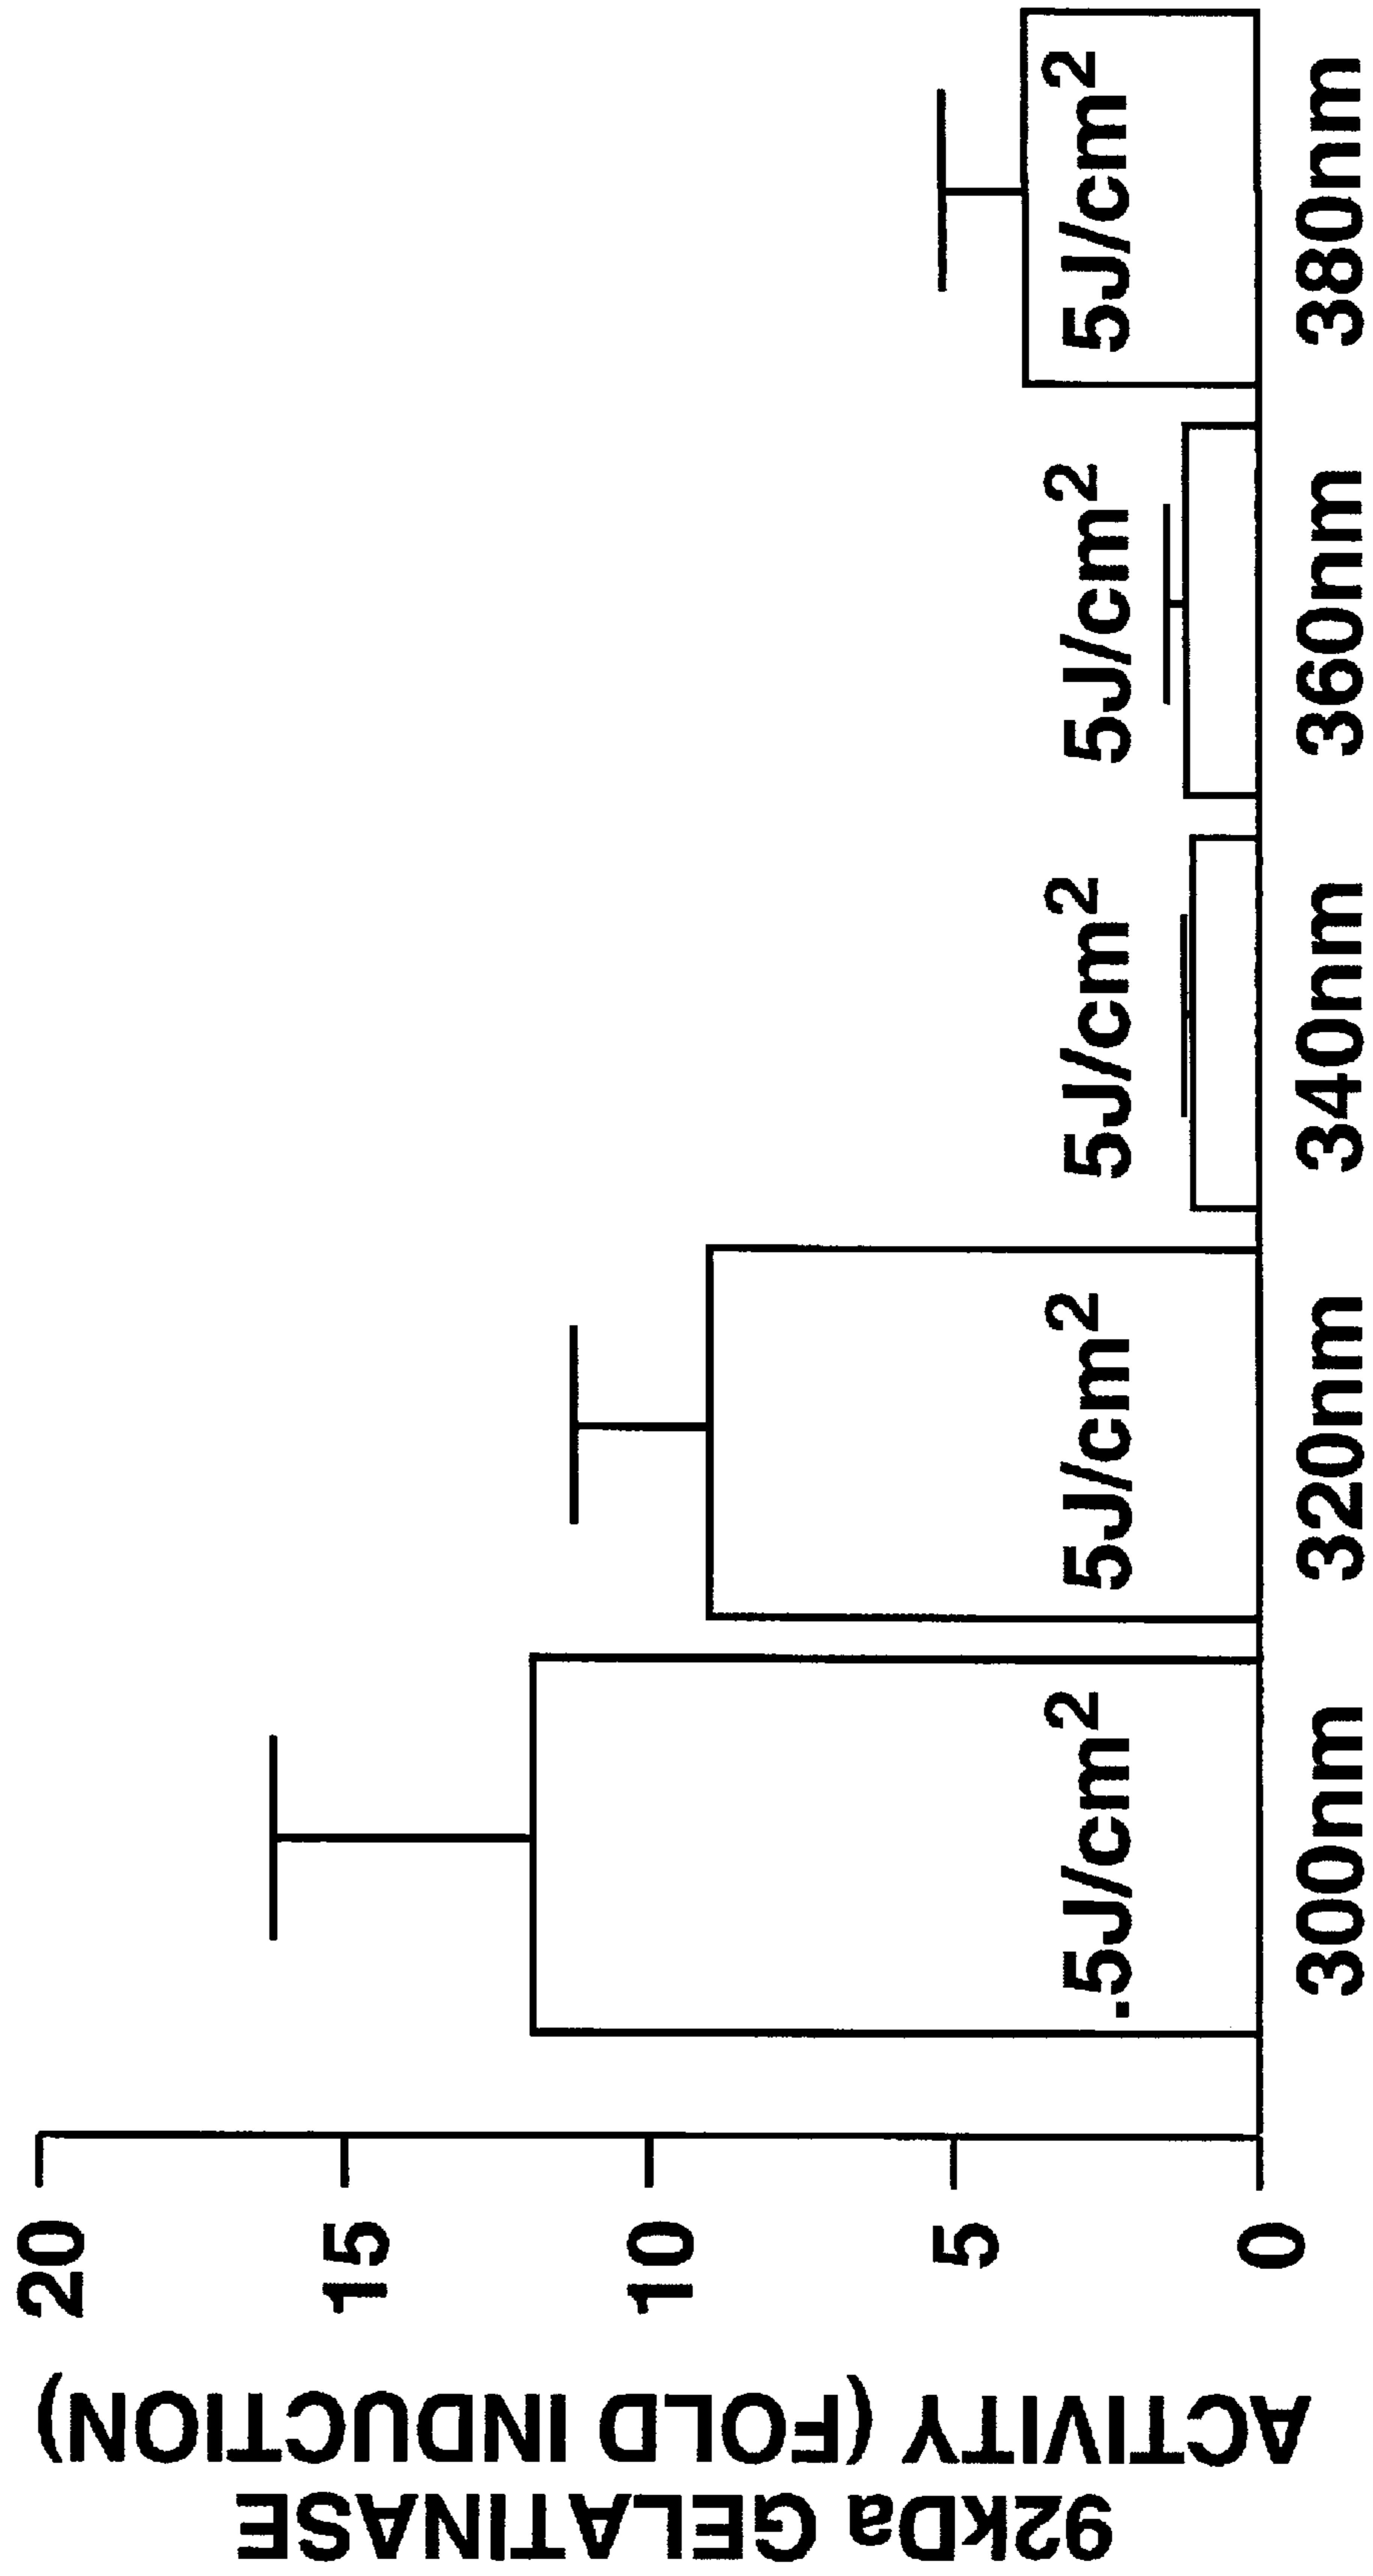 92kDa GELATINASE
ACTIVITY (FOLD INDUCTION)
20
15
10
5
0
.5J/cm²
5J/cm²
5J/cm²
5J/cm²
5J/cm²
300nm
320nm
340nm
360nm
380nm